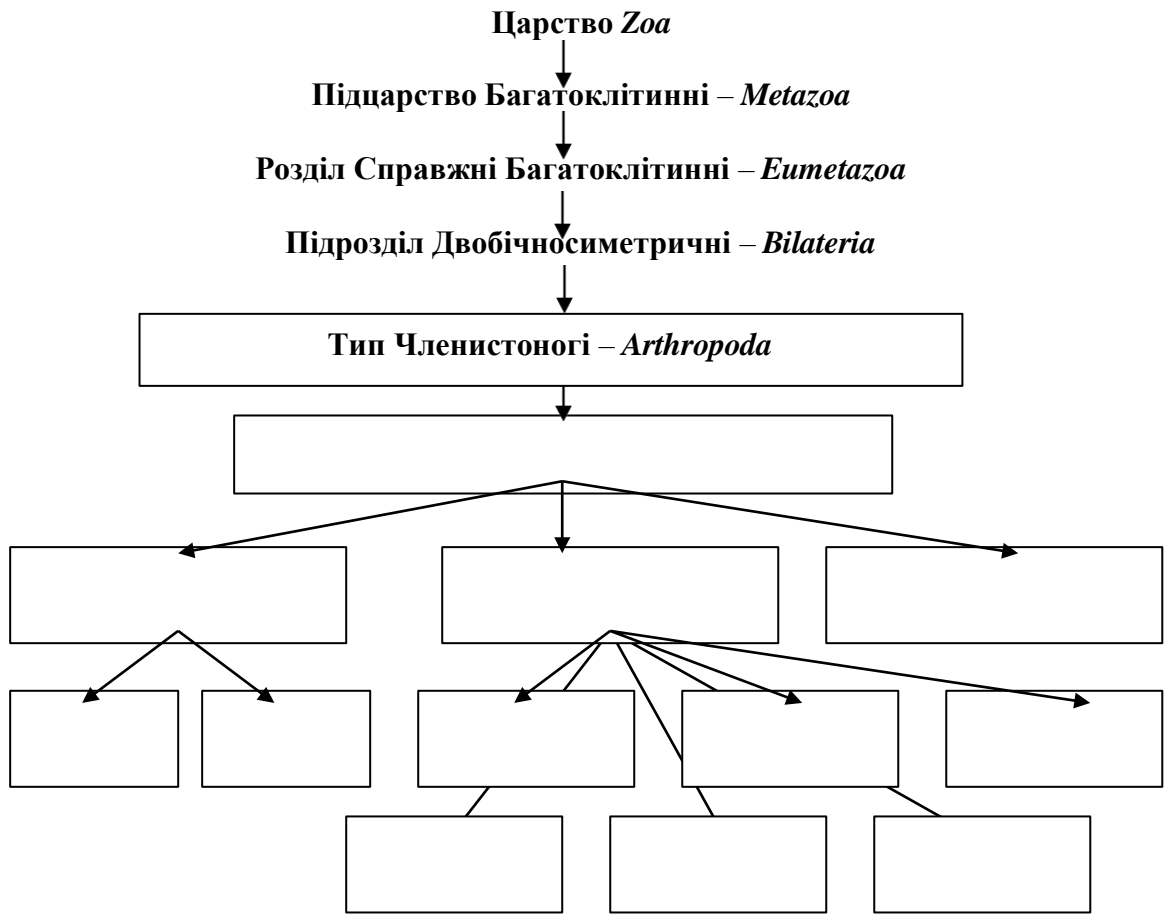 Царство Zoa
Підцарство Багатоклітинні – Metazoa
Розділ Справжні Багатоклітинні – Eumetazoa
Підрозділ Двобічносиметричні – Bilateria
Тип Членистоногі – Arthropoda